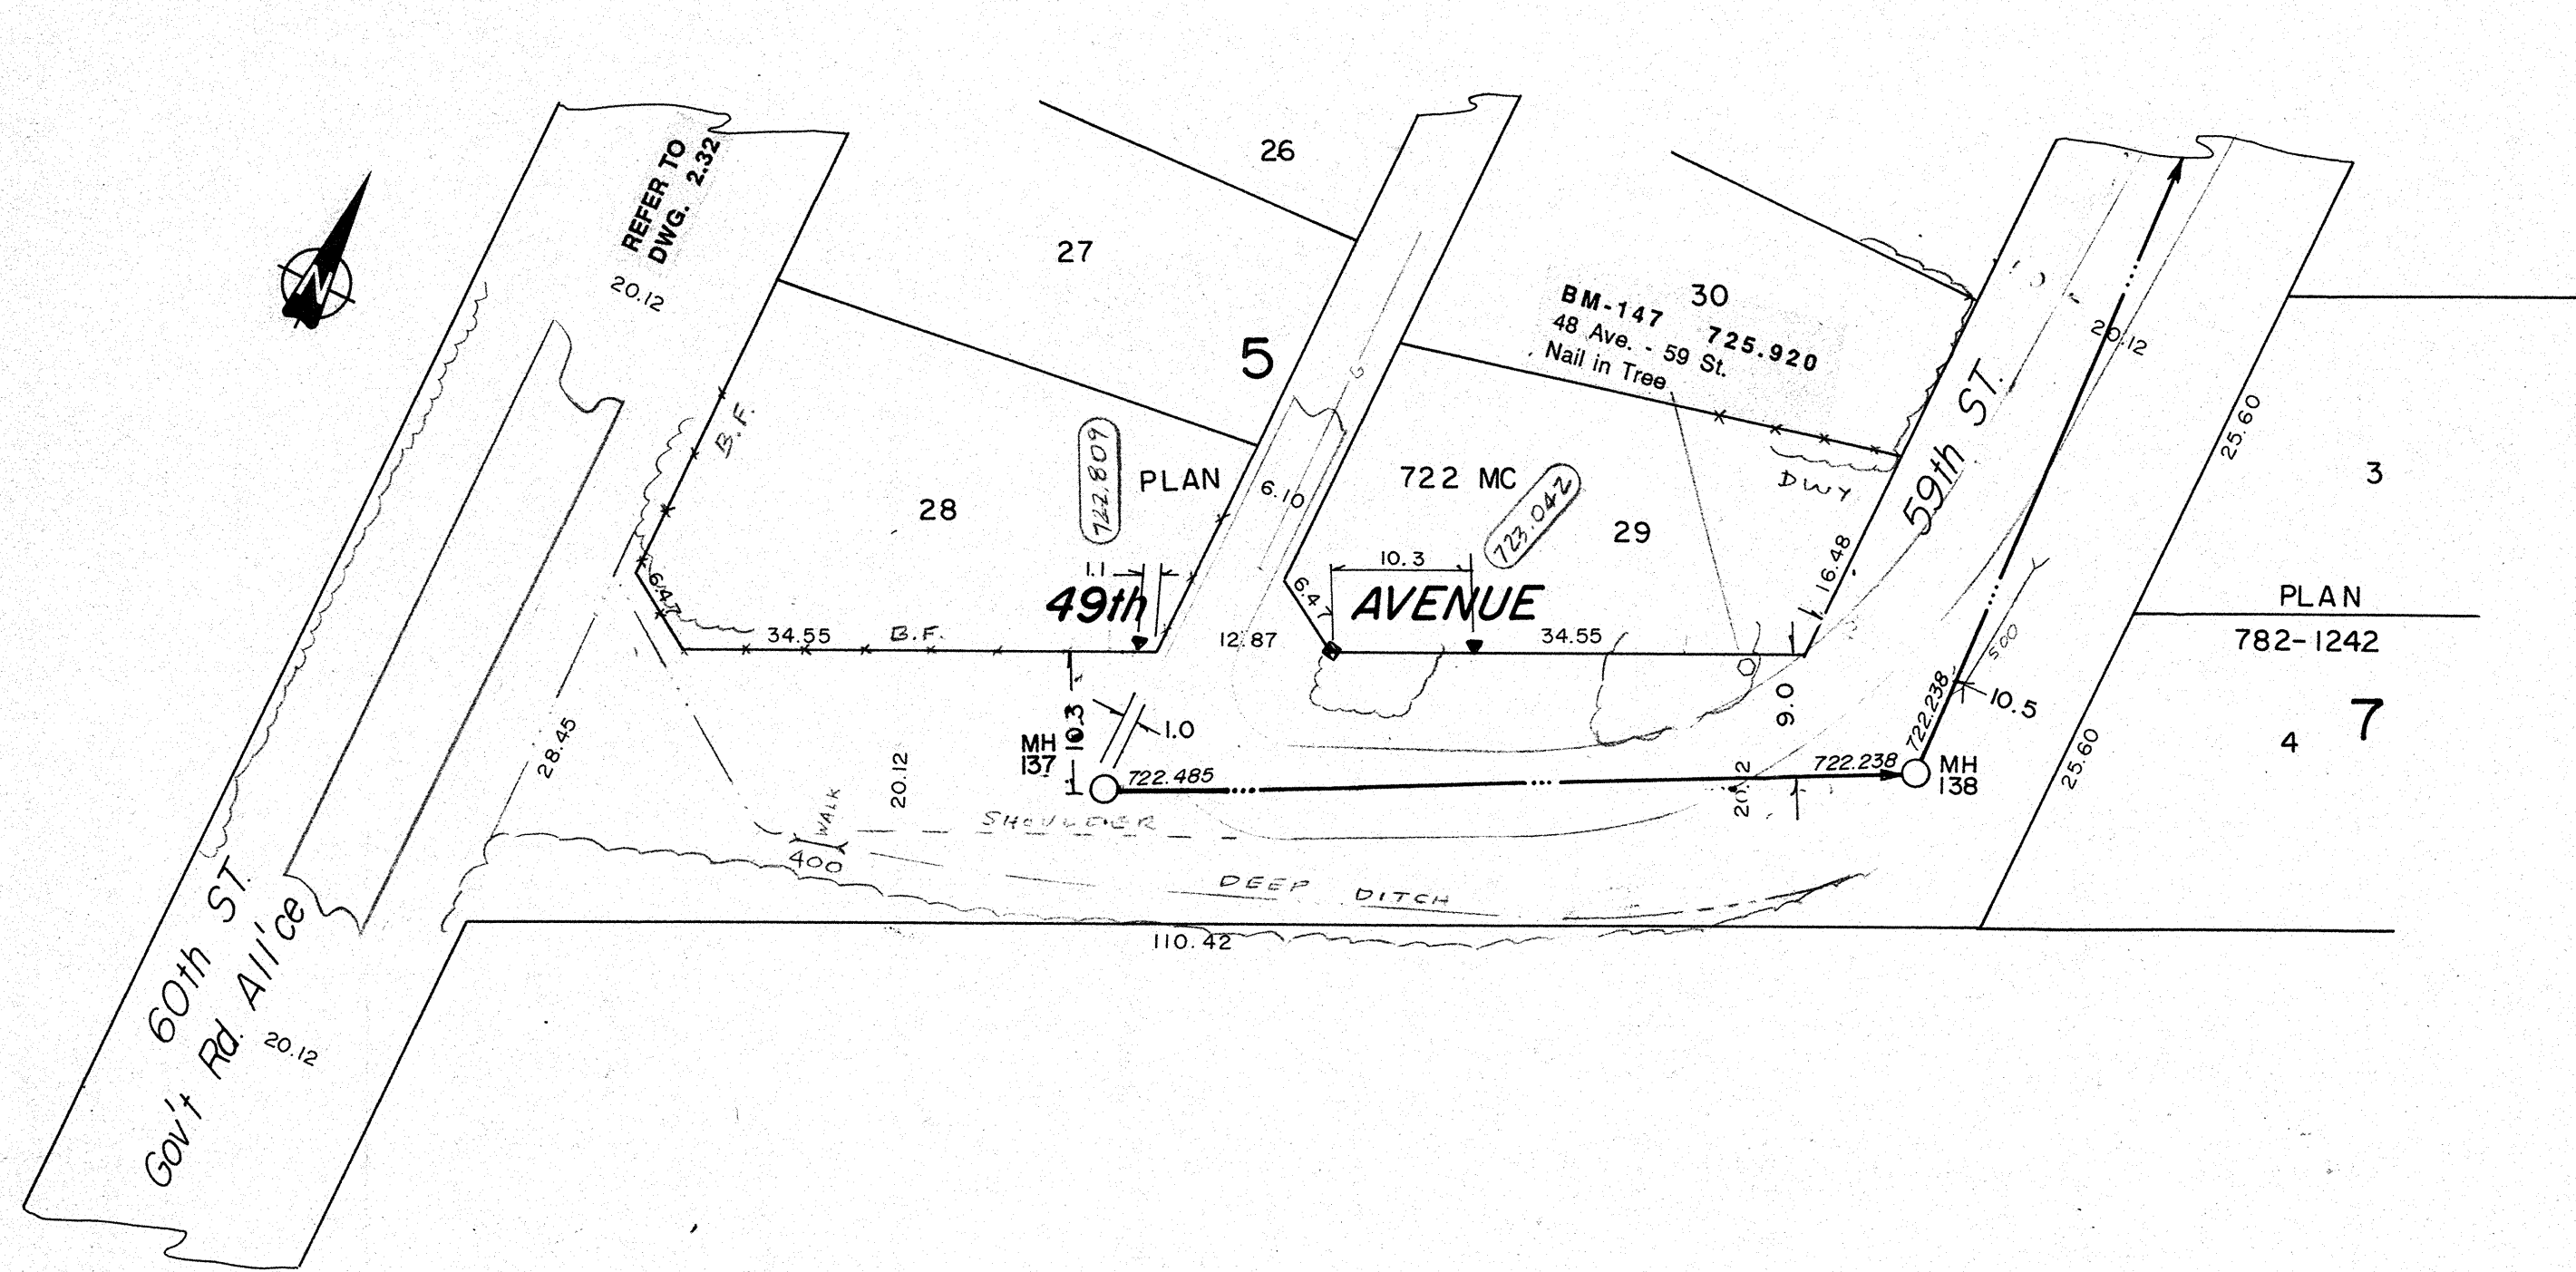 REFER TO
DWG. 2.32
20.12
N
26
27
5
30
BM-147 725.920
48 Ave. - 59 St.
Nail in Tree
20.12
59th ST.
25.60
3
B.F.
722.809
PLAN
6.10
722 MC
723.042
DWY
28
29
16.48
1.1
10.3
6.47
49th
AVENUE
6.47
34.55
B.F.
12.87
34.55
PLAN
782-1242
500
7
4
10.3
1.0
9.0
722.238
10.5
28.45
MH
137
722.485
722.238
MH
138
20.12
20.12
25.60
WALK
SHOULDER
400
DEEP DITCH
110.42
60th ST.
Gov't Rd. All'ce
20.12